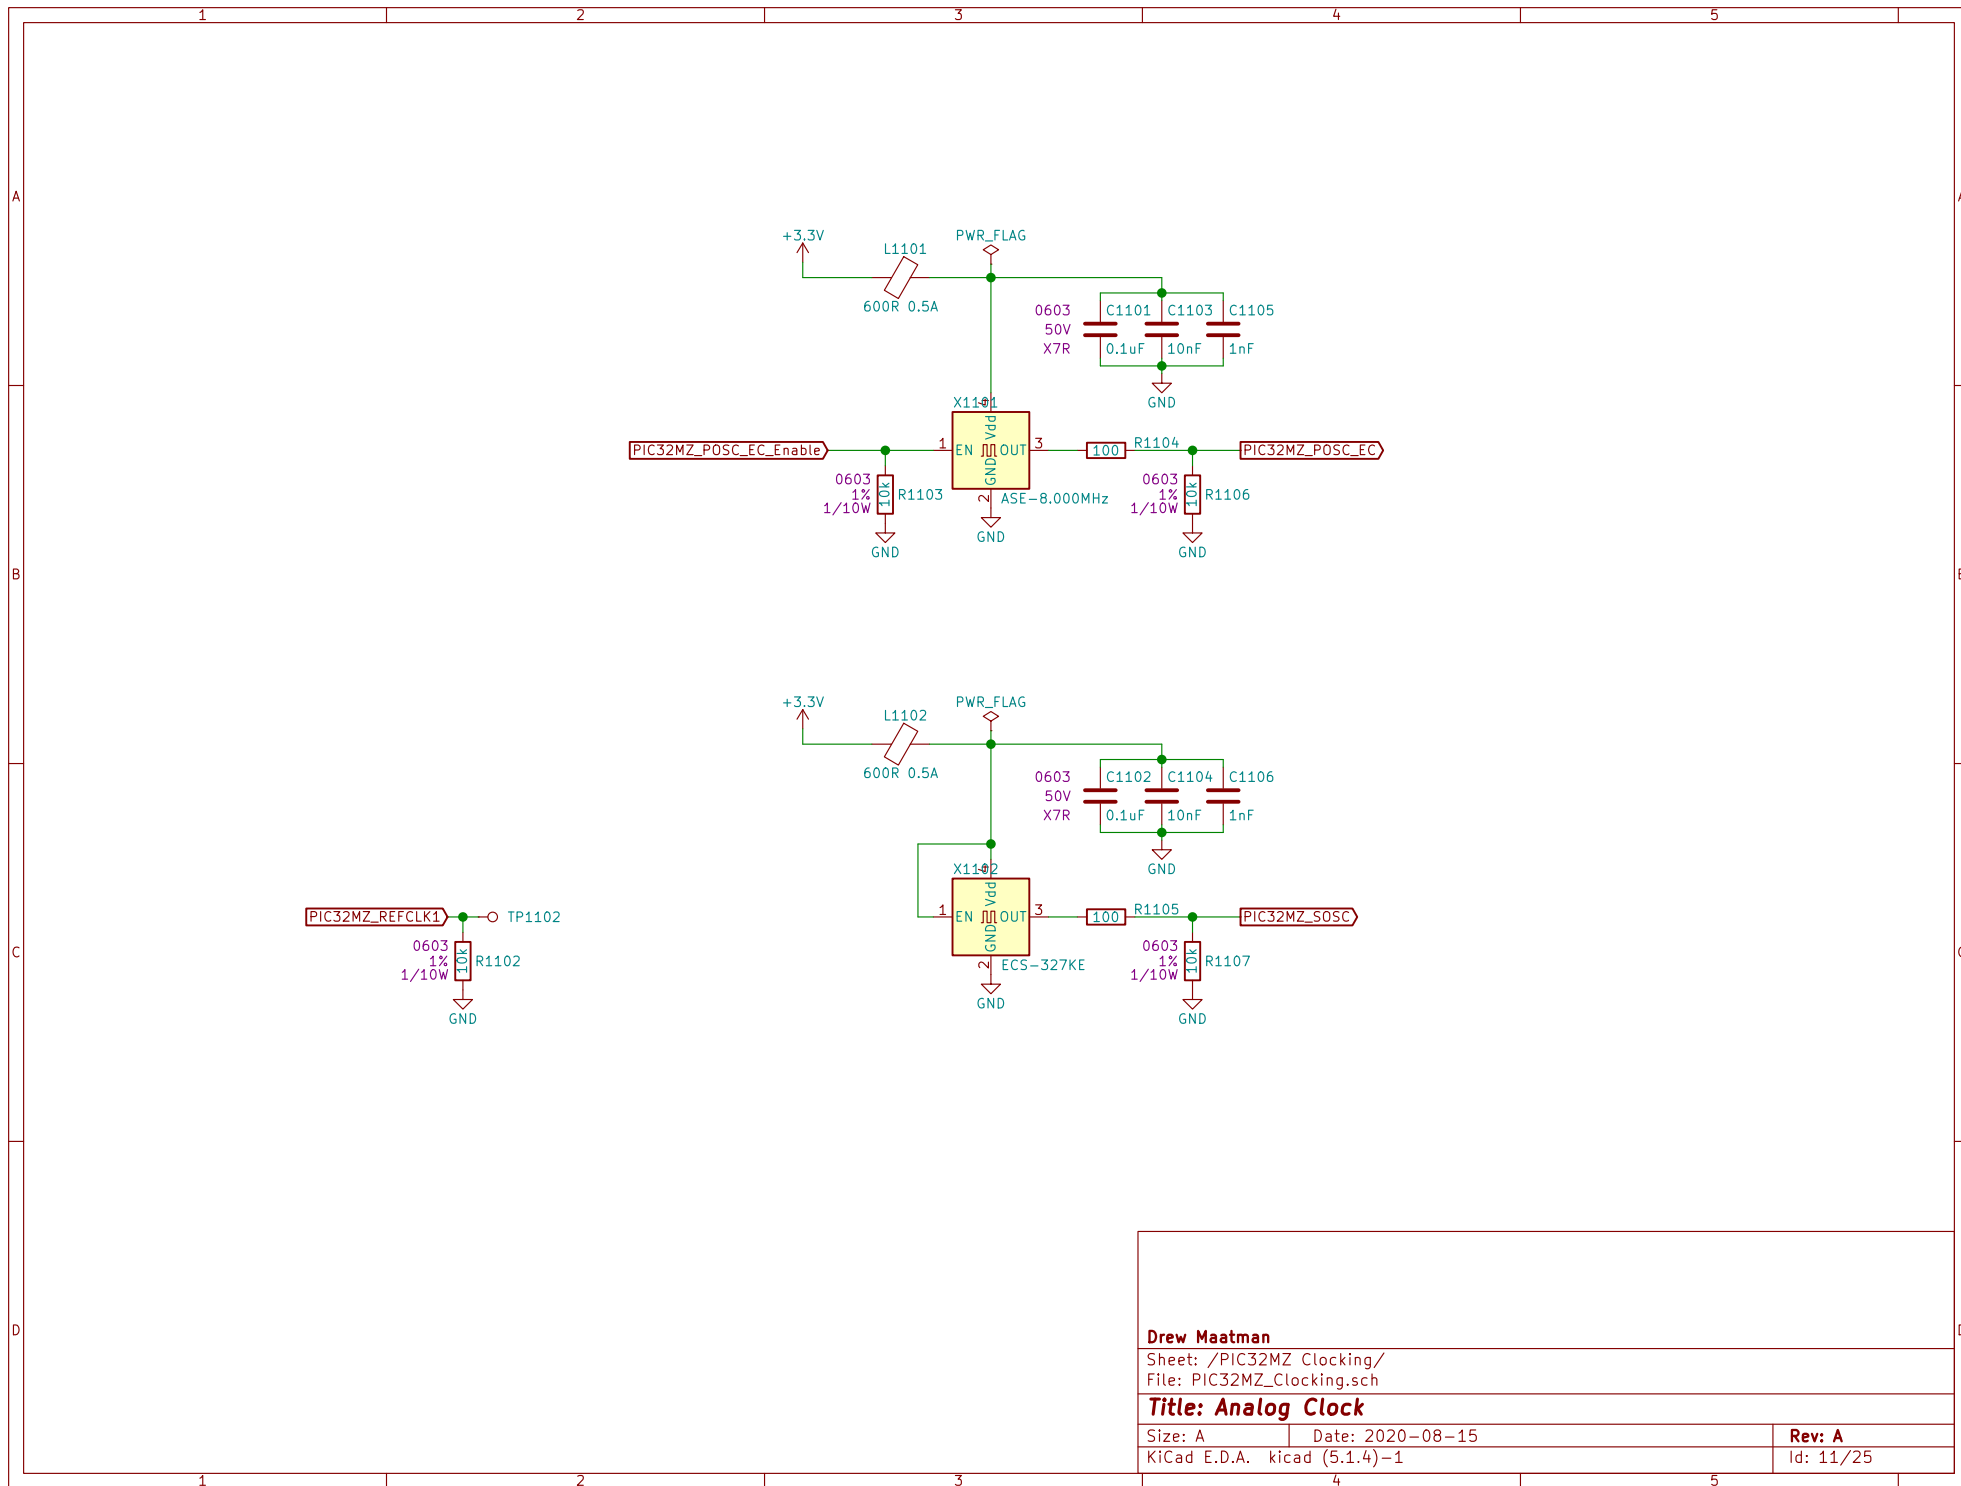 1 2 3 4 5
A A
+3.3V PWR_FLAG
L1101
600R 0.5A
0603 C1101 C1103 C1105
50V
X7R 0.1uF 10nF 1nF
GND
X1101 4
Vdd
PIC32MZ_POSC_EC_Enable 1 EN OUT 3 100 R1104 PIC32MZ_POSC_EC
GND
0603
1% 10k R1103
1/10W
GND
2 ASE-8.000MHz
GND
0603
1% 10k R1106
1/10W
GND
B
+3.3V PWR_FLAG
L1102
600R 0.5A
0603 C1102 C1104 C1106
50V
X7R 0.1uF 10nF 1nF
GND
X1102 4
Vdd
1 EN OUT 3 100 R1105 PIC32MZ_SOSC
GND
2 ECS-327KE
GND
0603
1% 10k R1107
1/10W
GND
PIC32MZ_REFCLK1 TP1102
0603
1% 10k R1102
1/10W
GND
C
D
Drew Maatman
Sheet: /PIC32MZ Clocking/
File: PIC32MZ_Clocking.sch
Title: Analog Clock
Size: A Date: 2020-08-15 Rev: A
KiCad E.D.A. kicad (5.1.4)-1 Id: 11/25
1 2 3 4 5